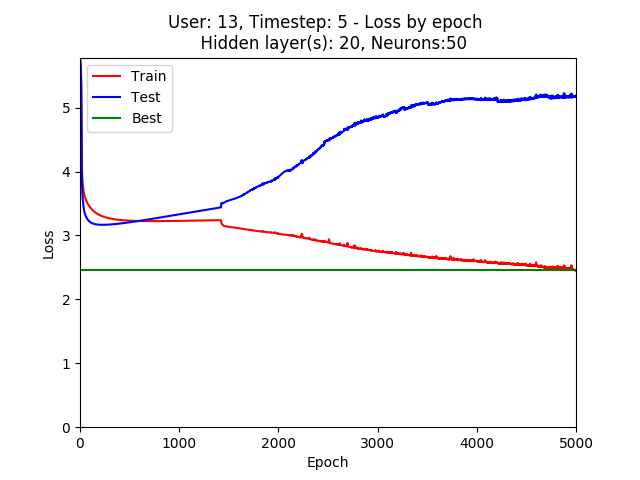 User: 13, Timestep: 5 - Loss by epoch
Hidden layer(s): 20, Neurons:50
Train
Test
Best
5
4
3
2
1
0
Loss
0 1000 2000 3000 4000 5000
Epoch